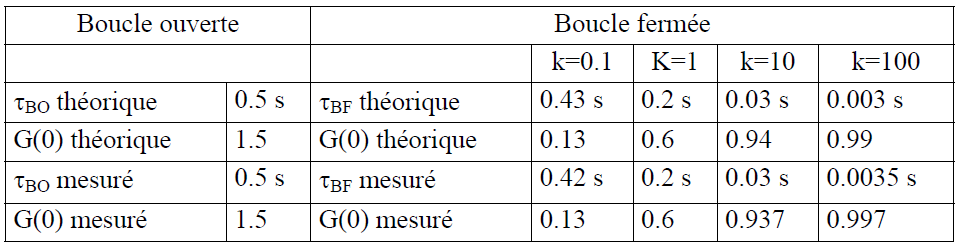 Boucle ouverte Boucle fermée
k=0.1 K=1 k=10 k=100
τBO théorique 0.5 s τBF théorique 0.43 s 0.2 s 0.03 s 0.003 s
G(0) théorique 1.5 G(0) théorique 0.13 0.6 0.94 0.99
τBO mesuré 0.5 s τBF mesuré 0.42 s 0.2 s 0.03 s 0.0035 s
G(0) mesuré 1.5 G(0) mesuré 0.13 0.6 0.937 0.997